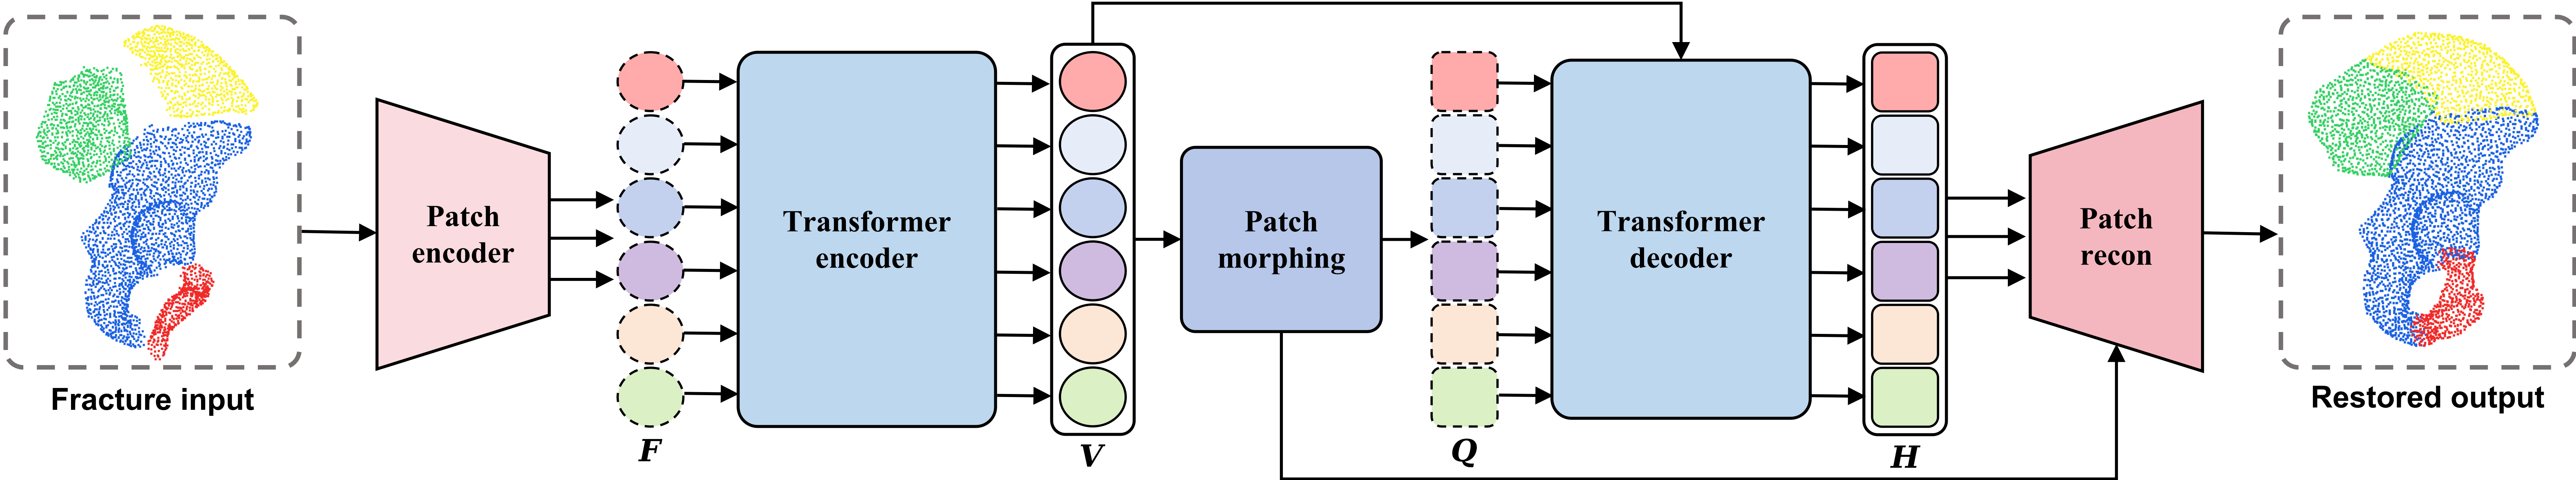 Fracture input
Patch
encoder
F
Transformer
encoder
V
Patch
morphing
Q
Transformer
decoder
H
Patch
recon
Restored output